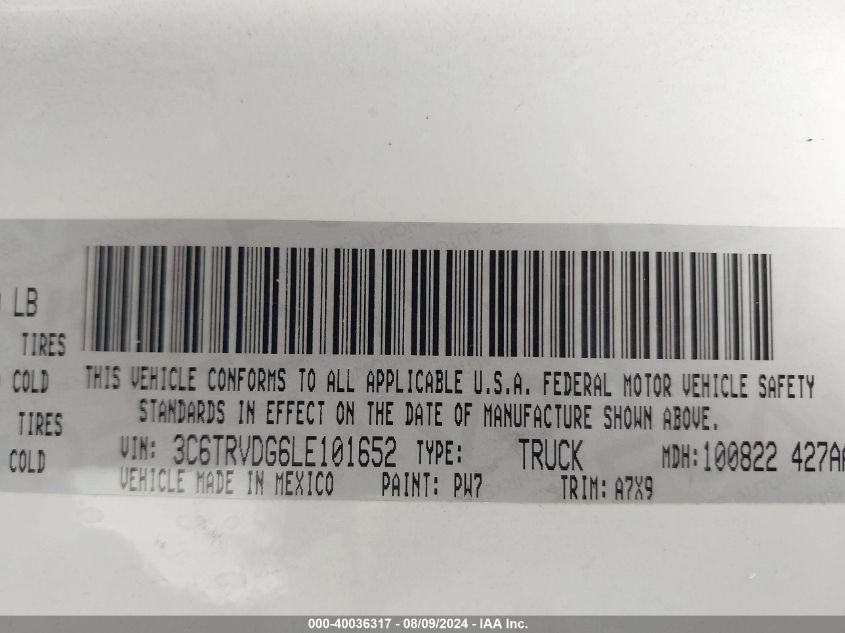 LB
TIRES
COLD
TIRES
COLD
THIS VEHICLE CONFORMS TO ALL APPLICABLE U.S.A. FEDERAL MOTOR VEHICLE SAFETY
STANDARDS IN EFFECT ON THE DATE OF MANUFACTURE SHOWN ABOVE.
VIN: 3C6TRVDG6LE101652 TYPE: TRUCK MDH:100822 427A
VEHICLE MADE IN MEXICO PAINT: PW7 TRIM: A7X9
000-40036317 - 08/09/2024 - IAA Inc.